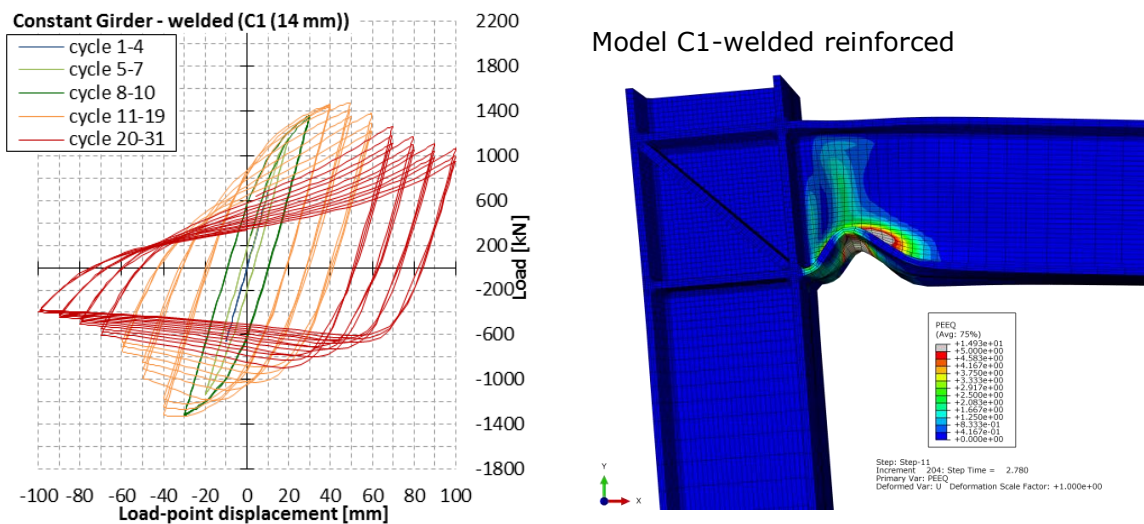 Constant Girder - welded (C1 (14 mm))
cycle 1-4
cycle 5-7
cycle 8-10
cycle 11-19
cycle 20-31
2200
1800
1400
1000
600
200
-200
-600
-1000
-1400
-1800
Load [kN]
-100 -80 -60 -40 -20 0 20 40 60 80 100
Load-point displacement [mm]
Model C1-welded reinforced
PEEQ
(Avg: 75%)
+1.493e+01
+5.000e+00
+4.583e+00
+4.167e+00
+3.750e+00
+3.333e+00
+2.917e+00
+2.500e+00
+2.083e+00
+1.667e+00
+1.250e+00
+8.333e-01
+4.167e-01
+0.000e+00
Y
X
Step: Step-11
Increment 204: Step Time = 2.780
Primary Var: PEEQ
Deformed Var: U Deformation Scale Factor: +1.000e+00